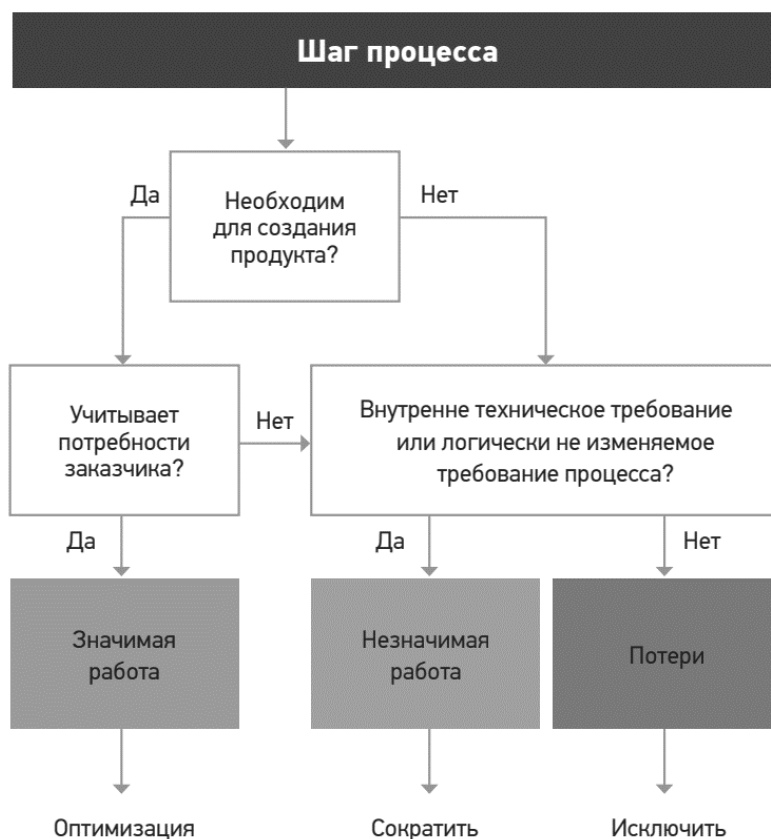 Шаг процесса
Да
Необходим
для создания
продукта?
Нет
Учитывает
потребности
заказчика?
Нет
Внутренне техническое требование
или логически не изменяемое
требование процесса?
Да
Да
Нет
Значимая
работа
Незначимая
работа
Потери
Оптимизация
Сократить
Исключить